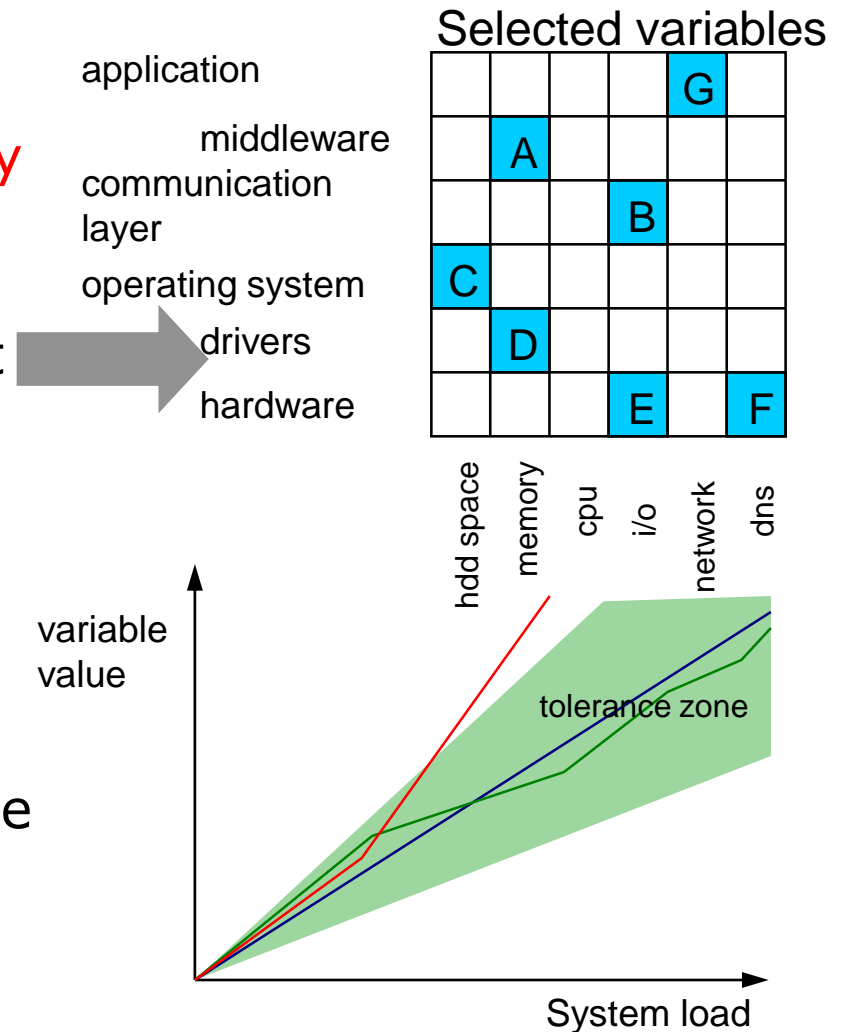 Selected variables
application
G
y
middleware
A
communication
layer
B
operating system
C
t
drivers
D
hardware
E
F
hdd space
memory
cpu
i/o
network
dns
variable
value
tolerance zone
e
System load